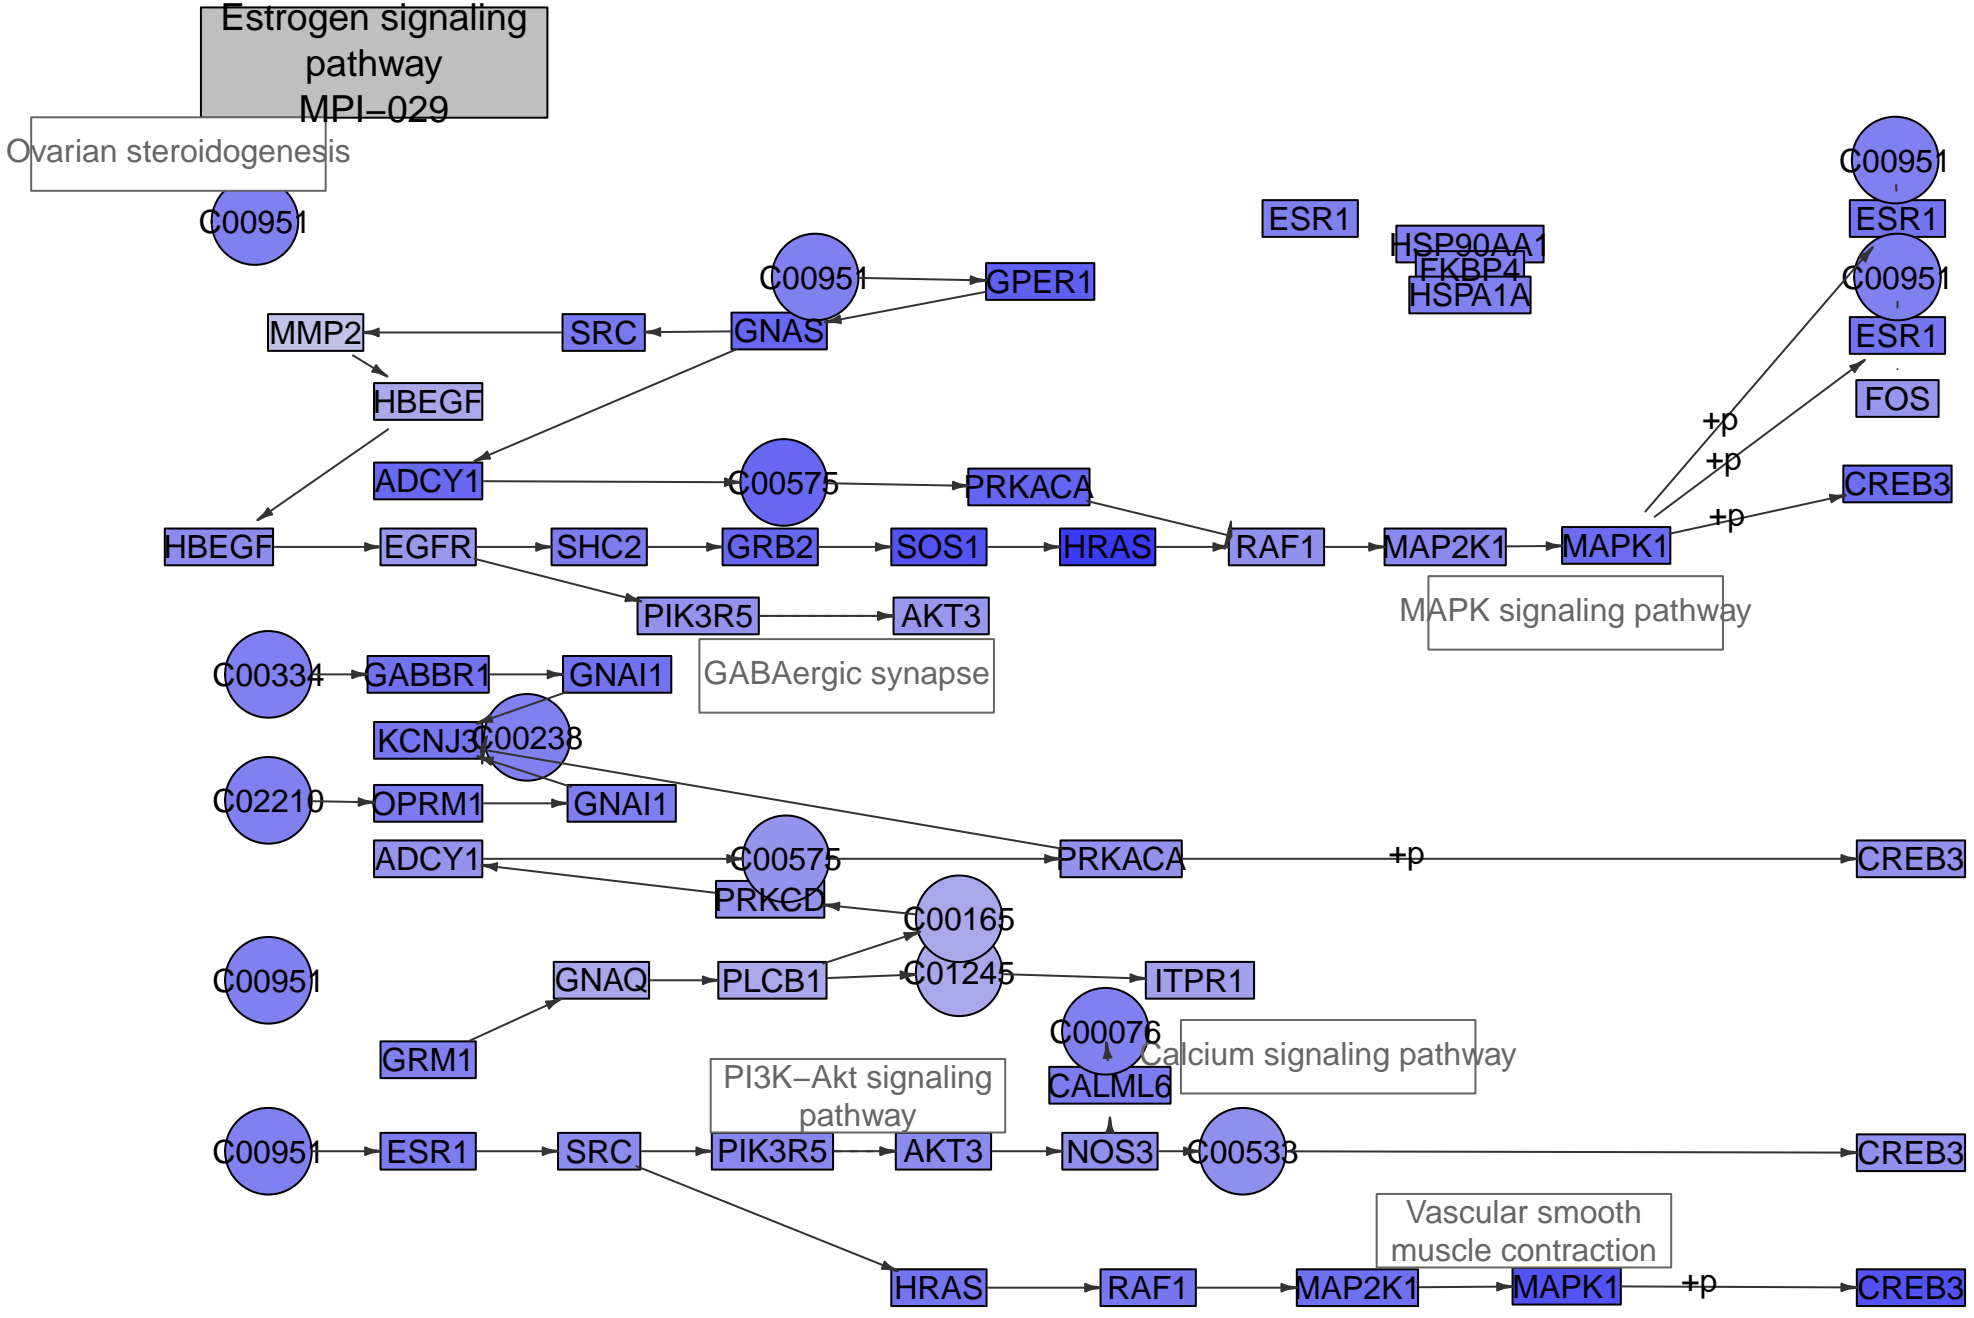 Estrogen signaling
pathway
MPI−029
Ovarian steroidogenesis
C00951
C00951
ESR1
C00951
ESR1
HSP90AA1
FKBP4
HSPA1A
C00951
GPER1
C00951
MMP2
SRC
GNAS
ESR1
HBEGF
FOS
+p
+p
ADCY1
C00575
PRKACA
CREB3
+p
HBEGF
EGFR
SHC2
GRB2
SOS1
HRAS
RAF1
MAP2K1
MAPK1
PIK3R5
AKT3
MAPK signaling pathway
C00334
GABBR1
GNAI1
GABAergic synapse
KCNJ3
C00238
C02210
OPRM1
GNAI1
ADCY1
C00575
PRKACA
+p
CREB3
PRKCD
C00165
C00951
GNAQ
PLCB1
C01245
ITPR1
GRM1
C00076
Calcium signaling pathway
PI3K−Akt signaling
pathway
CALML6
C00951
ESR1
SRC
PIK3R5
AKT3
NOS3
C00533
CREB3
Vascular smooth
muscle contraction
HRAS
RAF1
MAP2K1
MAPK1
+p
CREB3